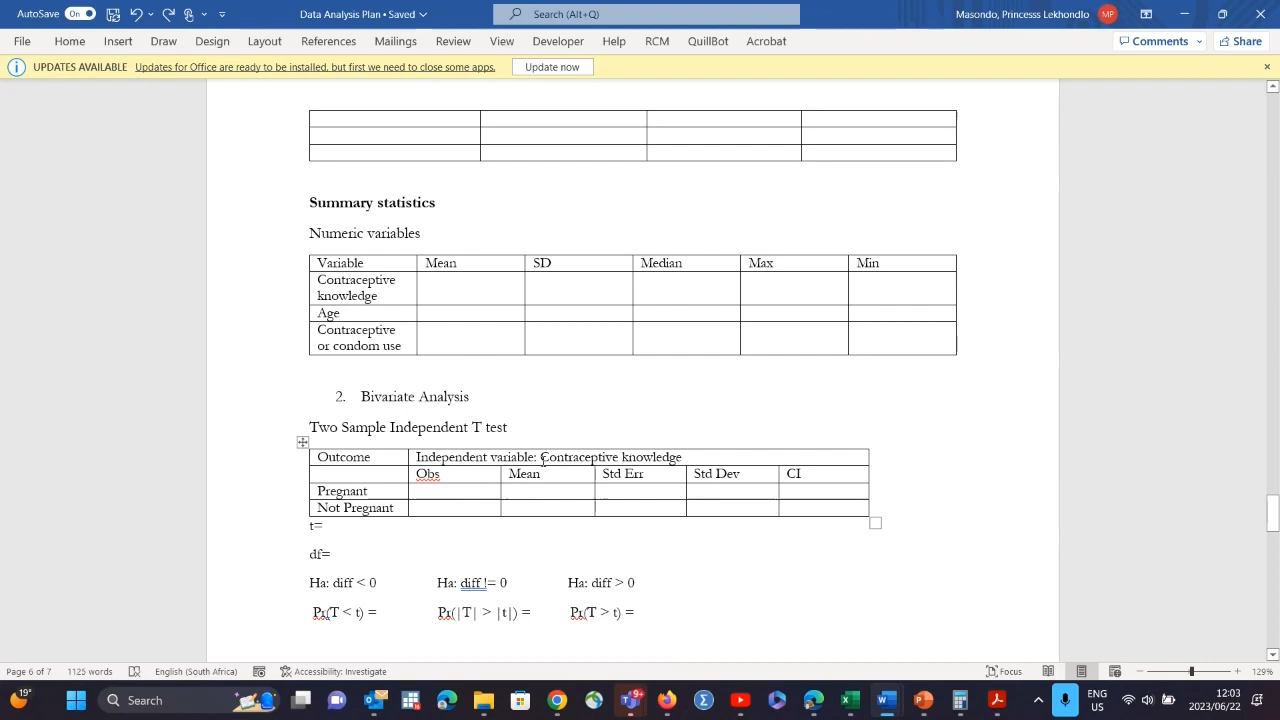 AutoSave On Data Analysis Plan • Saved Search (Alt+Q) Masondo, Princesss Lekhondlo MP
File Home Insert Draw Design Layout References Mailings Review View Developer Help RCM QuillBot Acrobat Comments Share
UPDATES AVAILABLE Updates for Office are ready to be installed, but first we need to close some apps. Update now
Summary statistics
Numeric variables
Variable Mean SD Median Max Min
Contraceptive
knowledge
Age
Contraceptive
or condom use
2. Bivariate Analysis
Two Sample Independent T test
Outcome Independent variable: Contraceptive knowledge
Obs Mean Std Err Std Dev CI
Pregnant
Not Pregnant
t=
df=
Ha: diff < 0 Ha: diff != 0 Ha: diff > 0
Pr(T < t) = Pr(|T| > |t|) = Pr(T > t) =
Page 6 of 7 1125 words English (South Africa) Accessibility: Investigate Focus 129%
19° Search 9+ ENG 12:03
US 2023/06/22